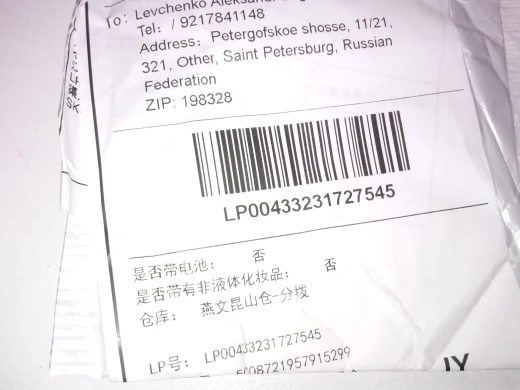 To: Levchenko
Tel: / 9217841148
Address: Petergofskoe shosse, 11/21,
321, Other, Saint Petersburg, Russian
Federation
ZIP: 198328
LP00433231727545
是否带电池： 否
是否带有非液体化妆品： 否
仓库： 燕文昆山仓-分拨
LP号： LP00433231727545